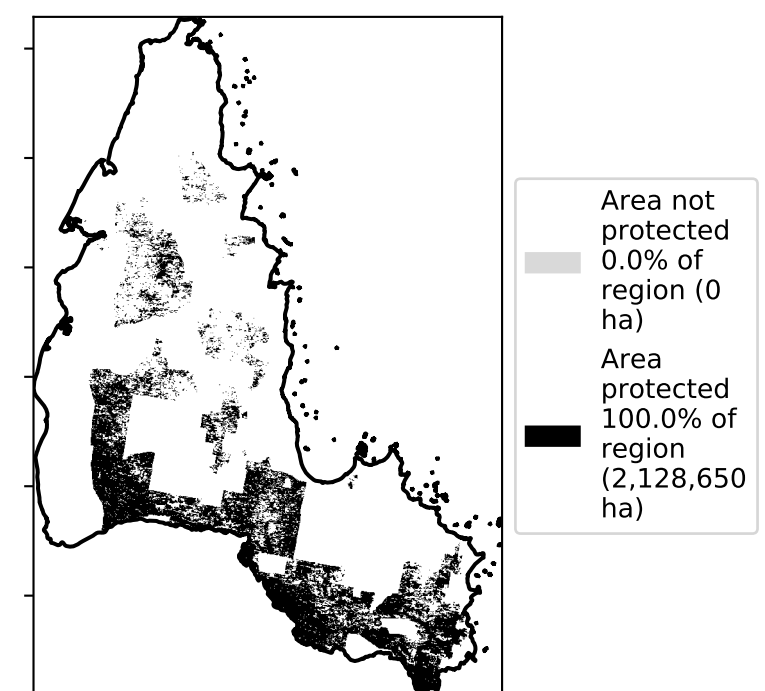 Area not
protected
0.0% of
region (0
ha)
Area
protected
100.0% of
region
(2,128,650
ha)